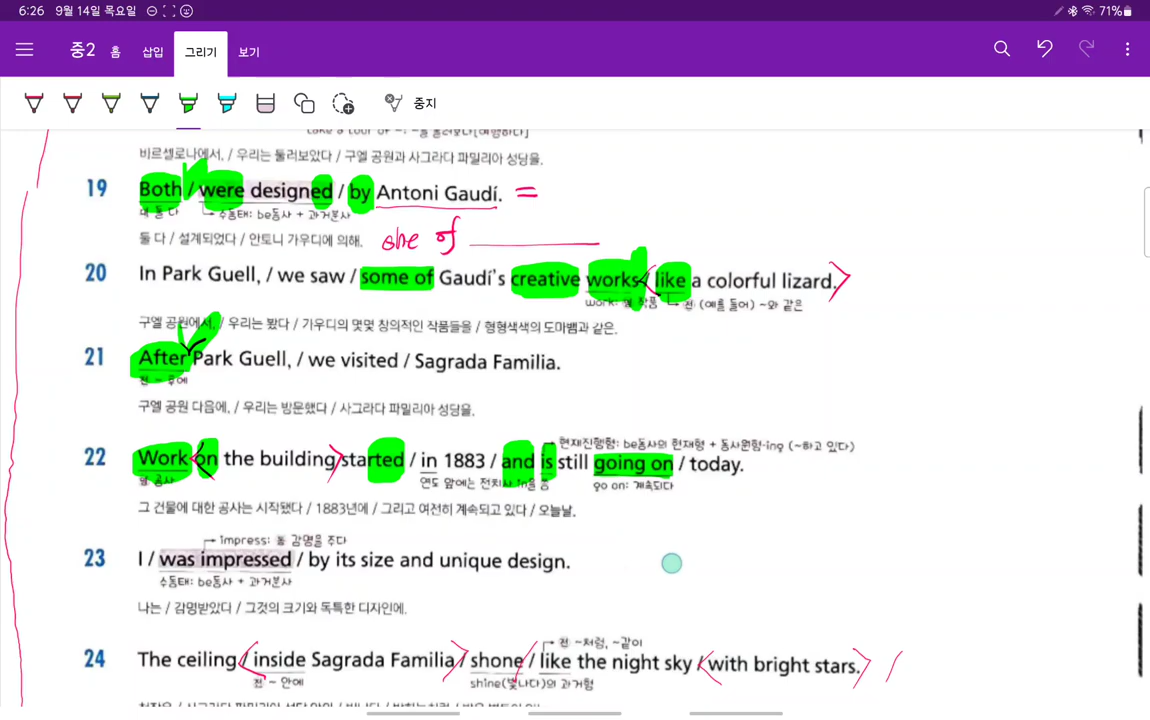 6:26 9월 14일 목요일 71%
중2 홈 삽입 그리기 보기
중지
take a tour of ~: ~을 둘러보다[여행하다]
바르셀로나에서, / 우리는 둘러보았다 / 구엘 공원과 사그라다 파밀리아 성당을.
19 Both / were designed / by Antoni Gaudí. =
대 둘 다 수동태: be동사 + 과거분사
둘 다 / 설계되었다 / 안토니 가우디에 의해. one of
20 In Park Guell, / we saw / some of Gaudí's creative works / like a colorful lizard.
work: 명 작품 전 (예를 들어) ~와 같은
구엘 공원에서, / 우리는 봤다 / 가우디의 몇몇 창의적인 작품들을 / 형형색색의 도마뱀과 같은.
21 After Park Guell, / we visited / Sagrada Familia.
전 ~ 후에
구엘 공원 다음에, / 우리는 방문했다 / 사그라다 파밀리아 성당을.
현재진행형: be동사의 현재형 + 동사원형-ing (~하고 있다)
22 Work on the building started / in 1883 / and is still going on / today.
명 공사 연도 앞에는 전치사 in을 씀 go on: 계속되다
그 건물에 대한 공사는 시작됐다 / 1883년에 / 그리고 여전히 계속되고 있다 / 오늘날.
impress: 동 감명을 주다
23 I / was impressed / by its size and unique design.
수동태: be동사 + 과거분사
나는 / 감명받았다 / 그것의 크기와 독특한 디자인에.
전 ~처럼, ~같이
24 The ceiling / inside Sagrada Familia / shone / like the night sky / with bright stars. /
전 ~ 안에 shine(빛나다)의 과거형